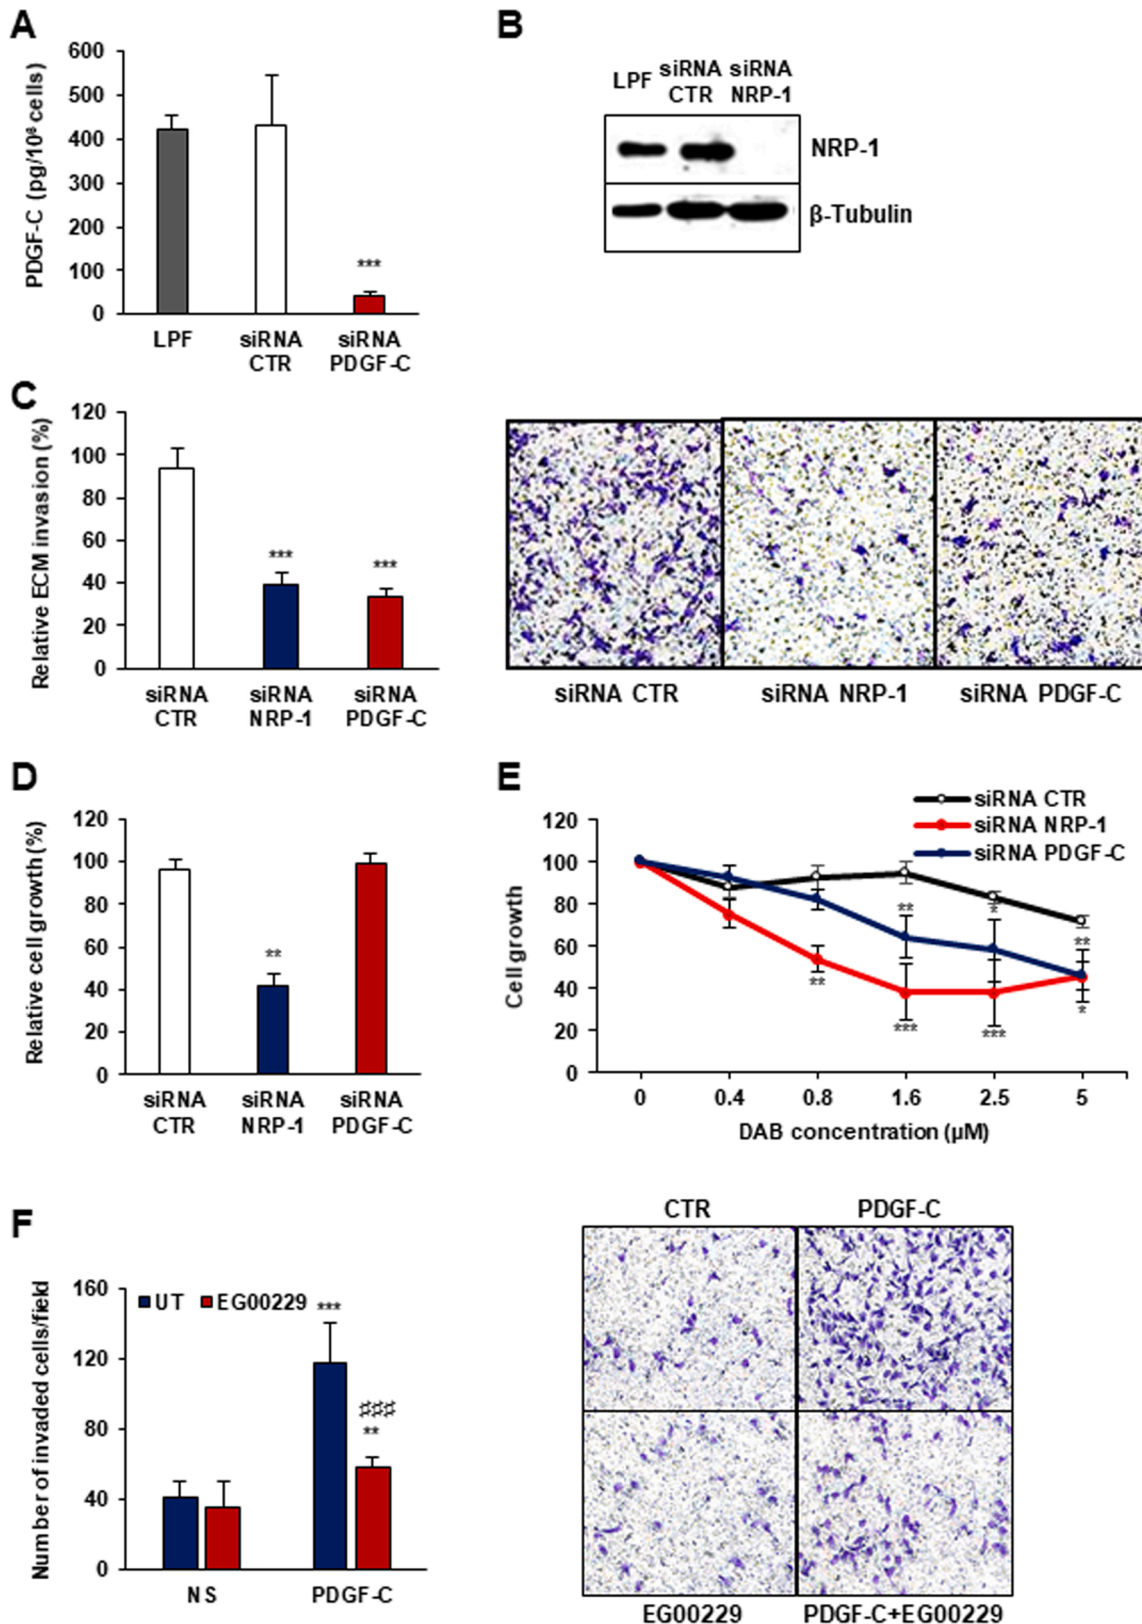 A
PDGF-C (pg/10⁶ cells)
600
500
400
300
200
100
0
***
LPF
siRNA
CTR
siRNA
PDGF-C
B
LPF
siRNA
CTR
siRNA
NRP-1
NRP-1
β-Tubulin
C
Relative ECM invasion (%)
120
100
80
60
40
20
0
***
***
siRNA
CTR
siRNA
NRP-1
siRNA
PDGF-C
siRNA CTR
siRNA NRP-1
siRNA PDGF-C
D
Relative cell growth (%)
120
100
80
60
40
20
0
**
siRNA
CTR
siRNA
NRP-1
siRNA
PDGF-C
E
siRNA CTR
siRNA NRP-1
siRNA PDGF-C
Cell growth
120
100
80
60
40
20
0
**
*
**
**
***
***
*
0
0.4
0.8
1.6
2.5
5
DAB concentration (µM)
F
Number of invaded cells/field
160
120
80
40
0
UT
EG00229
***
♯♯♯
**
NS
PDGF-C
CTR
PDGF-C
EG00229
PDGF-C+EG00229